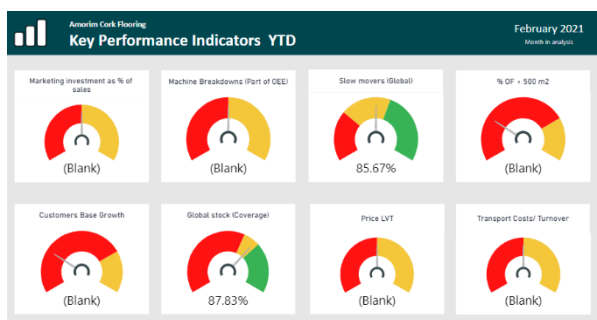 Amorim Cork Flooring
Key Performance Indicators YTD
February 2021
Month in analysis
Marketing investment as % of
sales
(Blank)
Machine Breakdowns (Part of OEE)
(Blank)
Slow movers (Global)
85.67%
% OF < 500 m2
(Blank)
Customers Base Growth
(Blank)
Global stock (Coverage)
87.83%
Price LVT
(Blank)
Transport Costs/ Turnover
(Blank)